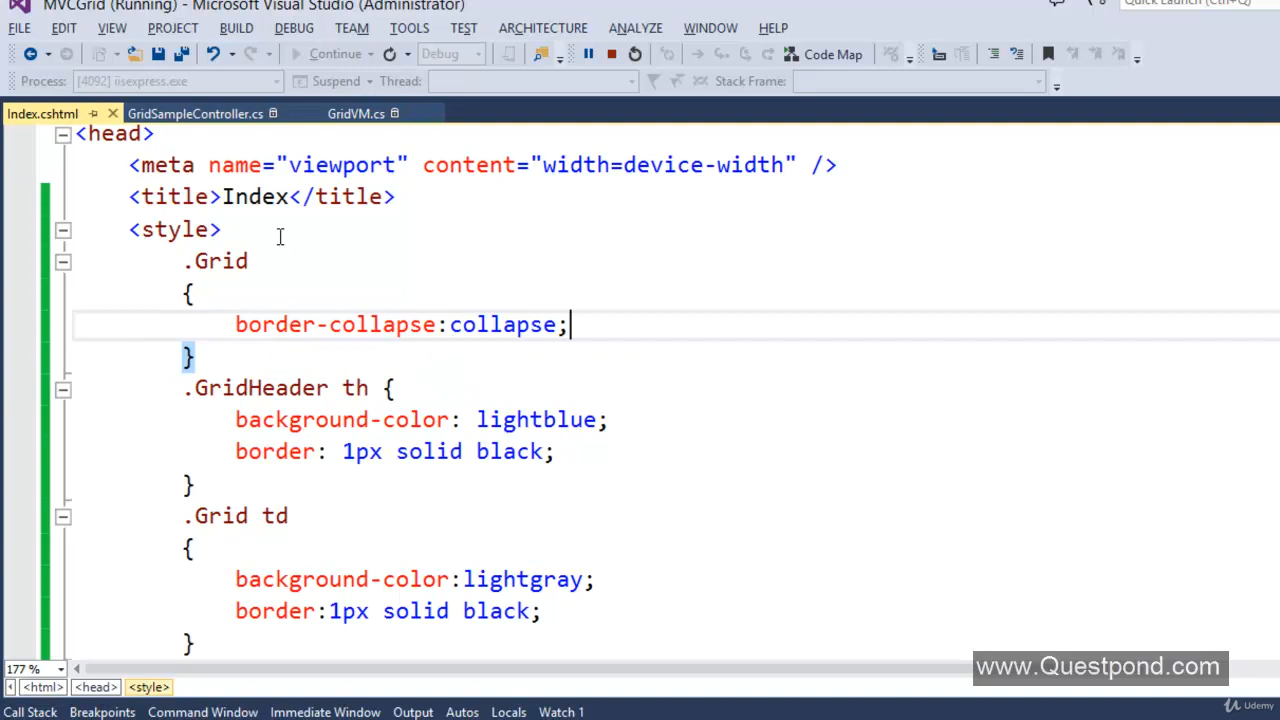 MVCGrid (Running) - Microsoft Visual Studio (Administrator)
Quick Launch (Ctrl+Q)
FILE EDIT VIEW PROJECT BUILD DEBUG TEAM TOOLS TEST ARCHITECTURE ANALYZE WINDOW HELP
Continue Debug Code Map
Process: [4092] iisexpress.exe Suspend Thread: Stack Frame:
Index.cshtml GridSampleController.cs GridVM.cs
<head>
<meta name="viewport" content="width=device-width" />
<title>Index</title>
<style>
.Grid
{
border-collapse:collapse;
}
.GridHeader th {
background-color: lightblue;
border: 1px solid black;
}
.Grid td
{
background-color:lightgray;
border:1px solid black;
}
177 %
www.Questpond.com
<html> <head> <style>
Call Stack Breakpoints Command Window Immediate Window Output Autos Locals Watch 1
Udemy